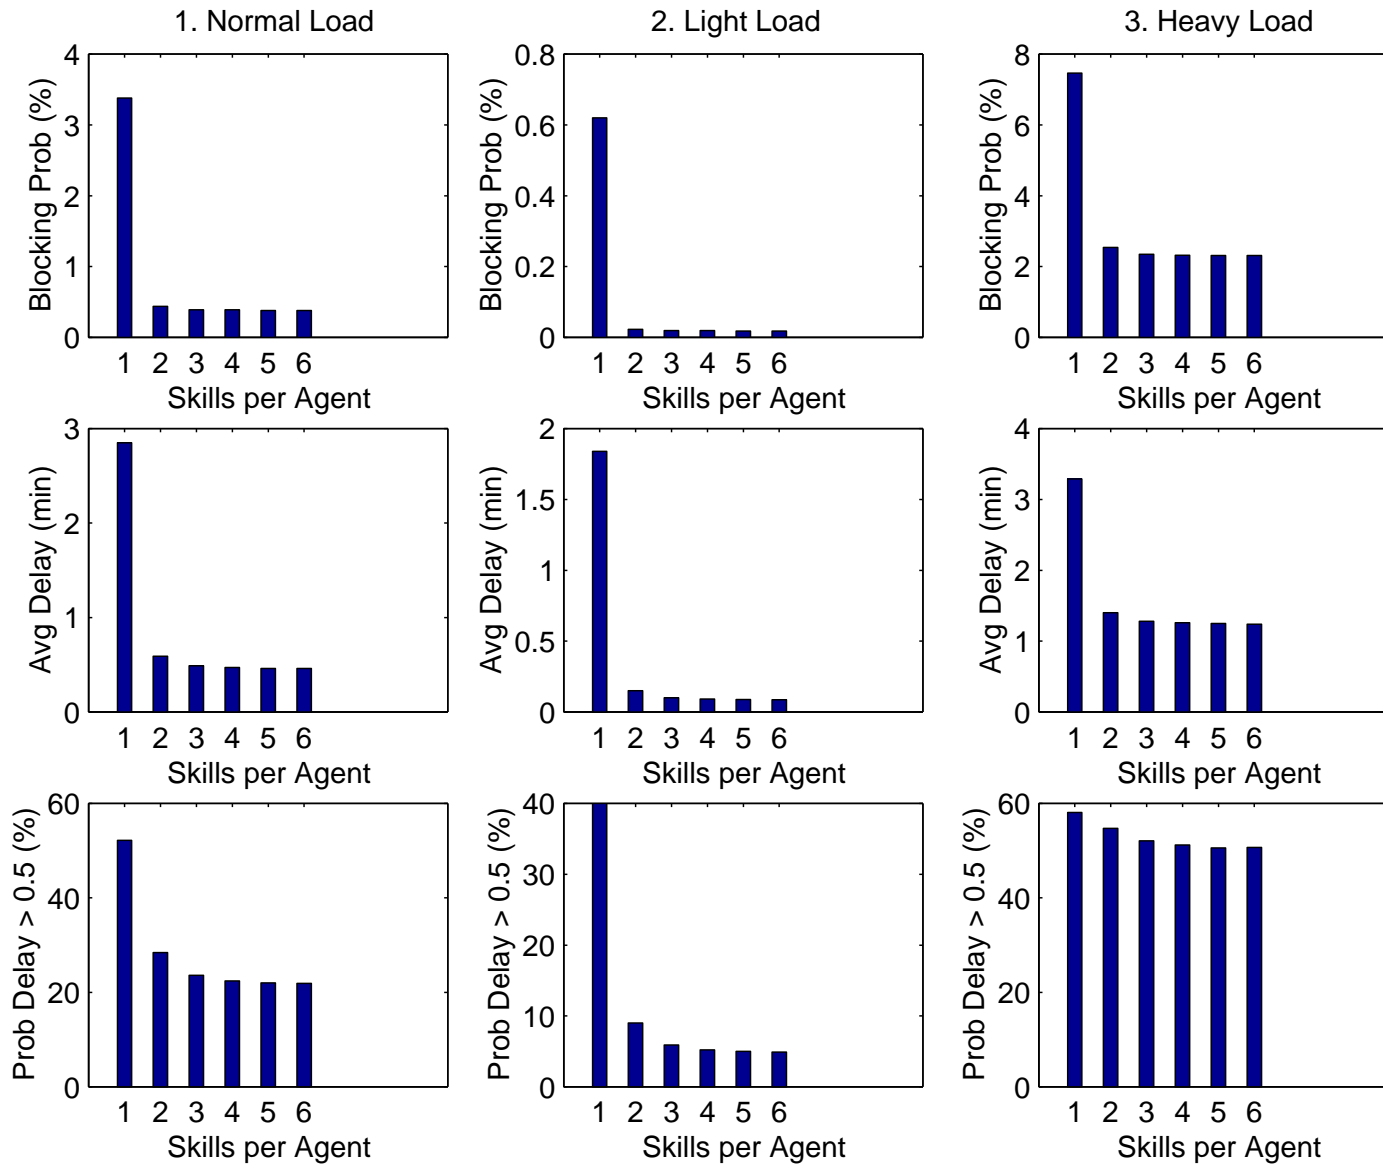 1. Normal Load
2. Light Load
3. Heavy Load
Blocking Prob (%)
4
3
2
1
0
1 2 3 4 5 6
Skills per Agent
Blocking Prob (%)
0.8
0.6
0.4
0.2
0
1 2 3 4 5 6
Skills per Agent
Blocking Prob (%)
8
6
4
2
0
1 2 3 4 5 6
Skills per Agent
Avg Delay (min)
3
2
1
0
1 2 3 4 5 6
Skills per Agent
Avg Delay (min)
2
1.5
1
0.5
0
1 2 3 4 5 6
Skills per Agent
Avg Delay (min)
4
3
2
1
0
1 2 3 4 5 6
Skills per Agent
Prob Delay > 0.5 (%)
60
40
20
0
1 2 3 4 5 6
Skills per Agent
Prob Delay > 0.5 (%)
40
30
20
10
0
1 2 3 4 5 6
Skills per Agent
Prob Delay > 0.5 (%)
60
40
20
0
1 2 3 4 5 6
Skills per Agent